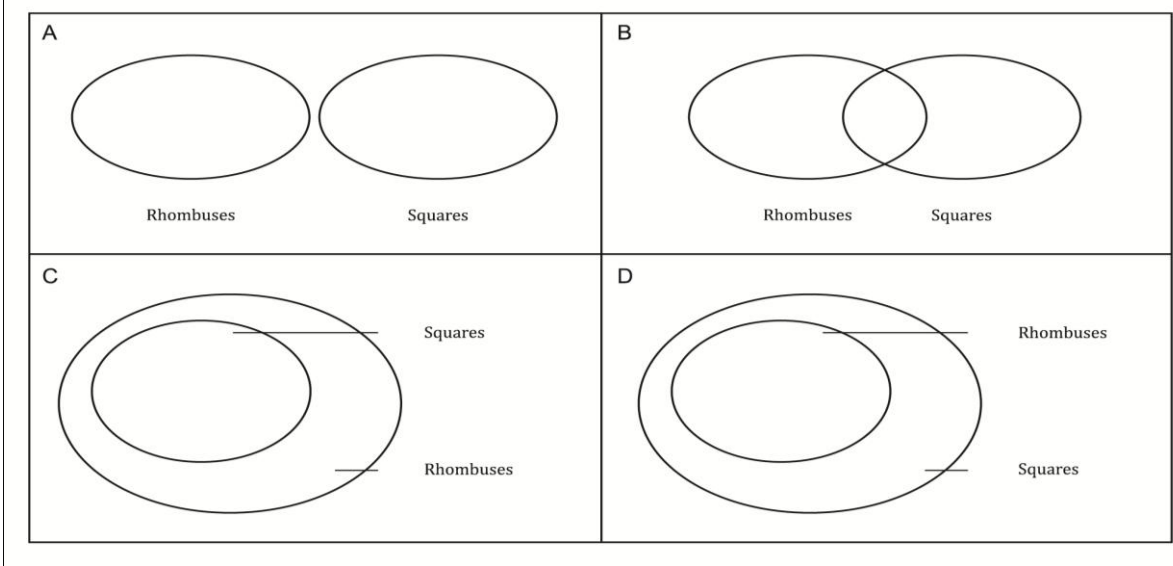 A
B
Rhombuses Squares
Rhombuses Squares
C
D
Squares
Rhombuses
Rhombuses
Squares